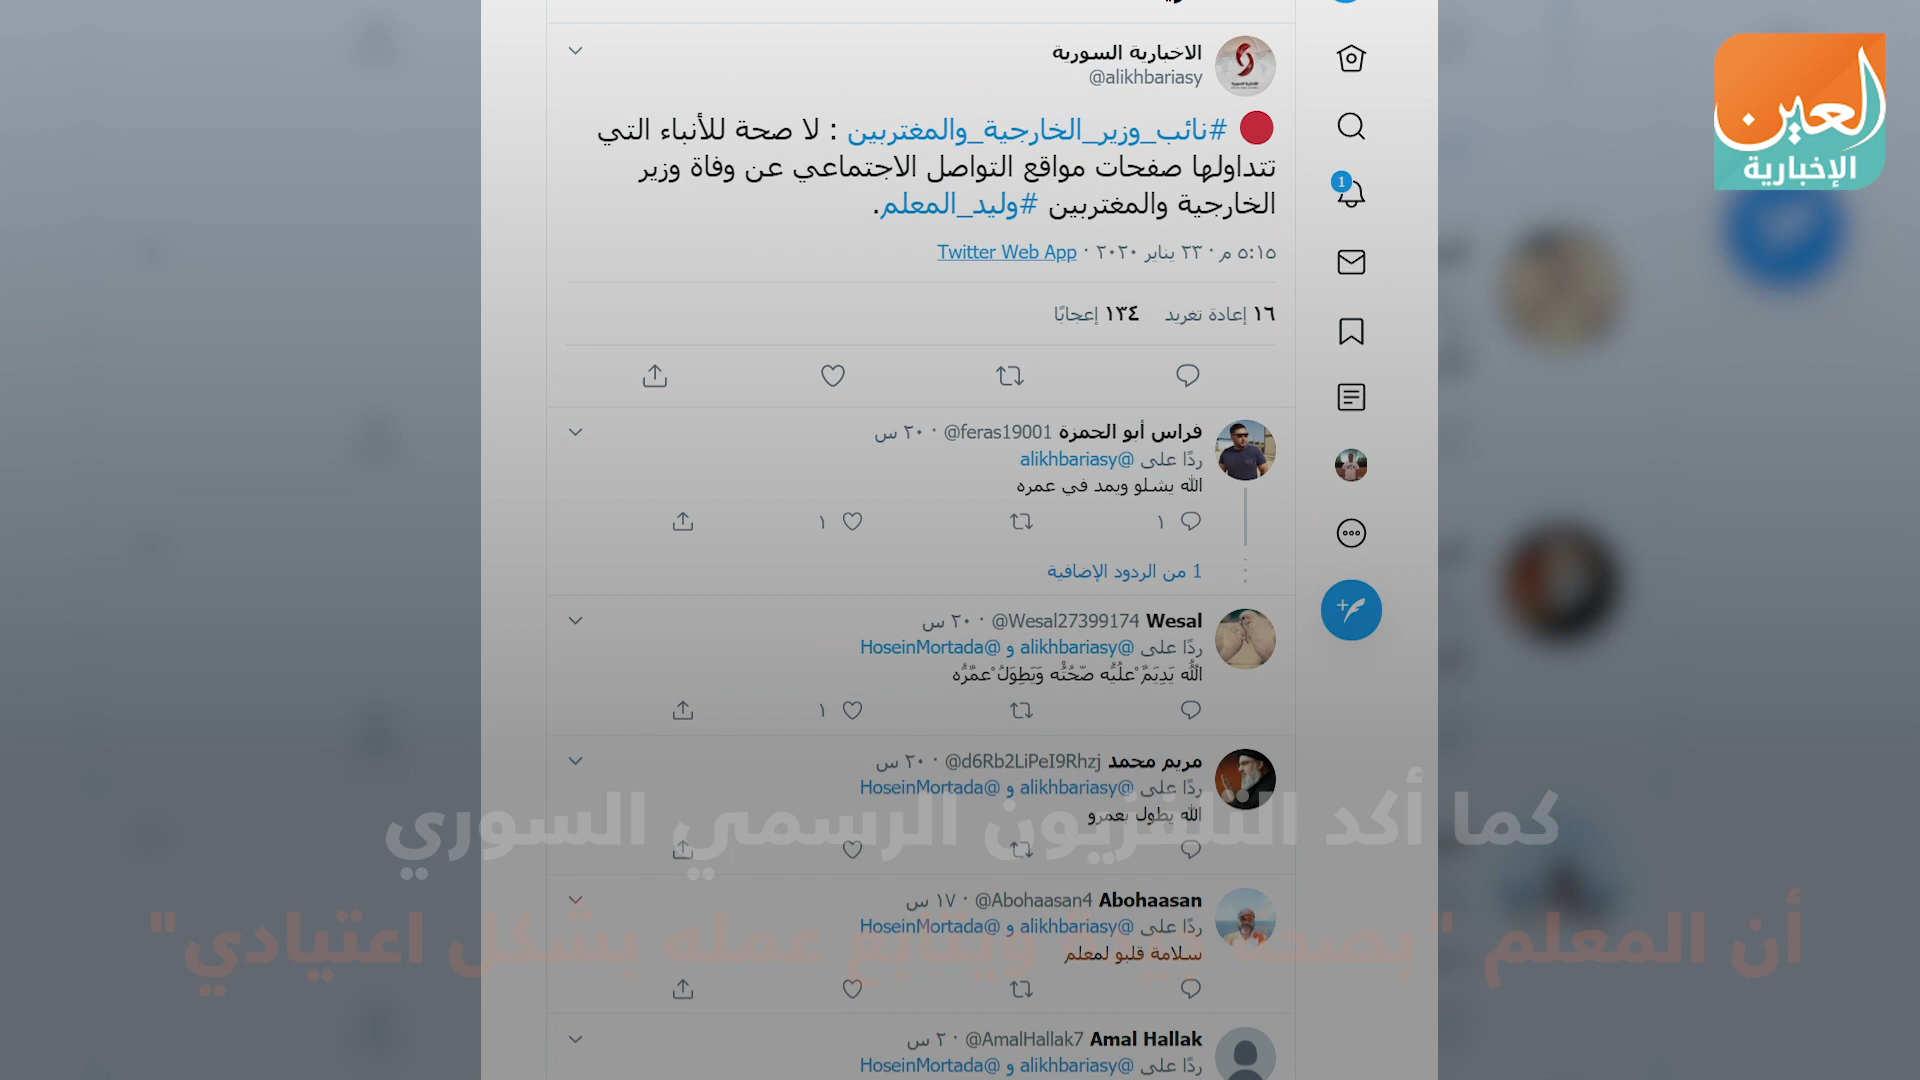 العين
الإخبارية
الاخبارية السورية
@alikhbariasy
#نائب_وزير_الخارجية_والمغتربين : لا صحة للأنباء التي
تتداولها صفحات مواقع التواصل الاجتماعي عن وفاة وزير
الخارجية والمغتربين #وليد_المعلم.
٥:١٥ م · ٢٣ يناير ٢٠٢٠ · Twitter Web App
١٦ إعادة تغريد ١٣٤ إعجابًا
1
فراس أبو الحمزة @feras19001 · ٢٠ س
ردًا على @alikhbariasy
الله يشلو ويمد في عمره
١ ١
1 من الردود الإضافية
Wesal @Wesal27399174 · ٢٠ س
ردًا على @alikhbariasy و @HoseinMortada
اللَّه يَدِيَمٌ عليَّه صّحُتٌه وَيَطِوَلُ عمٌرَه
١
مريم محمد @d6Rb2LiPeI9Rhzj · ٢٠ س
ردًا على @alikhbariasy و @HoseinMortada
الله يطول بعمرو
Abohaasan @Abohaasan4 · ١٧ س
ردًا على @alikhbariasy و @HoseinMortada
سلامة قلبو لمعلم
Amal Hallak @AmalHallak7 · ٢ س
ردًا على @alikhbariasy و @HoseinMortada
كما أكد التلفزيون الرسمي السوري
أن المعلم "بصحة جيدة ويتابع عمله بشكل اعتيادي"